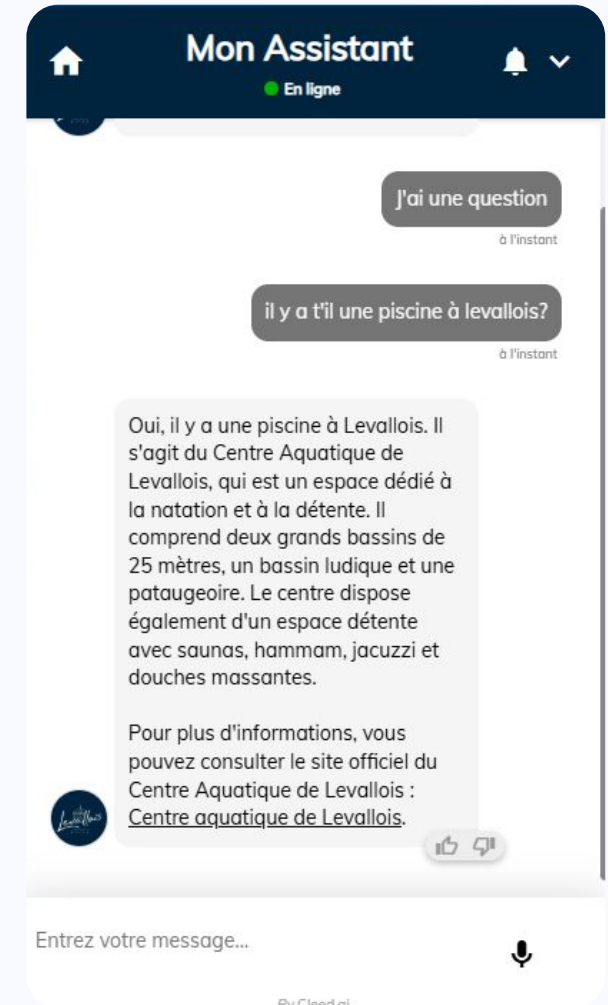 Mon Assistant
En ligne
J'ai une question
à l'instant
il y a t'il une piscine à levallois?
à l'instant
Oui, il y a une piscine à Levallois. Il
s'agit du Centre Aquatique de
Levallois, qui est un espace dédié à
la natation et à la détente. Il
comprend deux grands bassins de
25 mètres, un bassin ludique et une
pataugeoire. Le centre dispose
également d'un espace détente
avec saunas, hammam, jacuzzi et
douches massantes.
Pour plus d'informations, vous
pouvez consulter le site officiel du
Centre Aquatique de Levallois :
Centre aquatique de Levallois.
Levallois
Entrez votre message...
By Cleed.ai